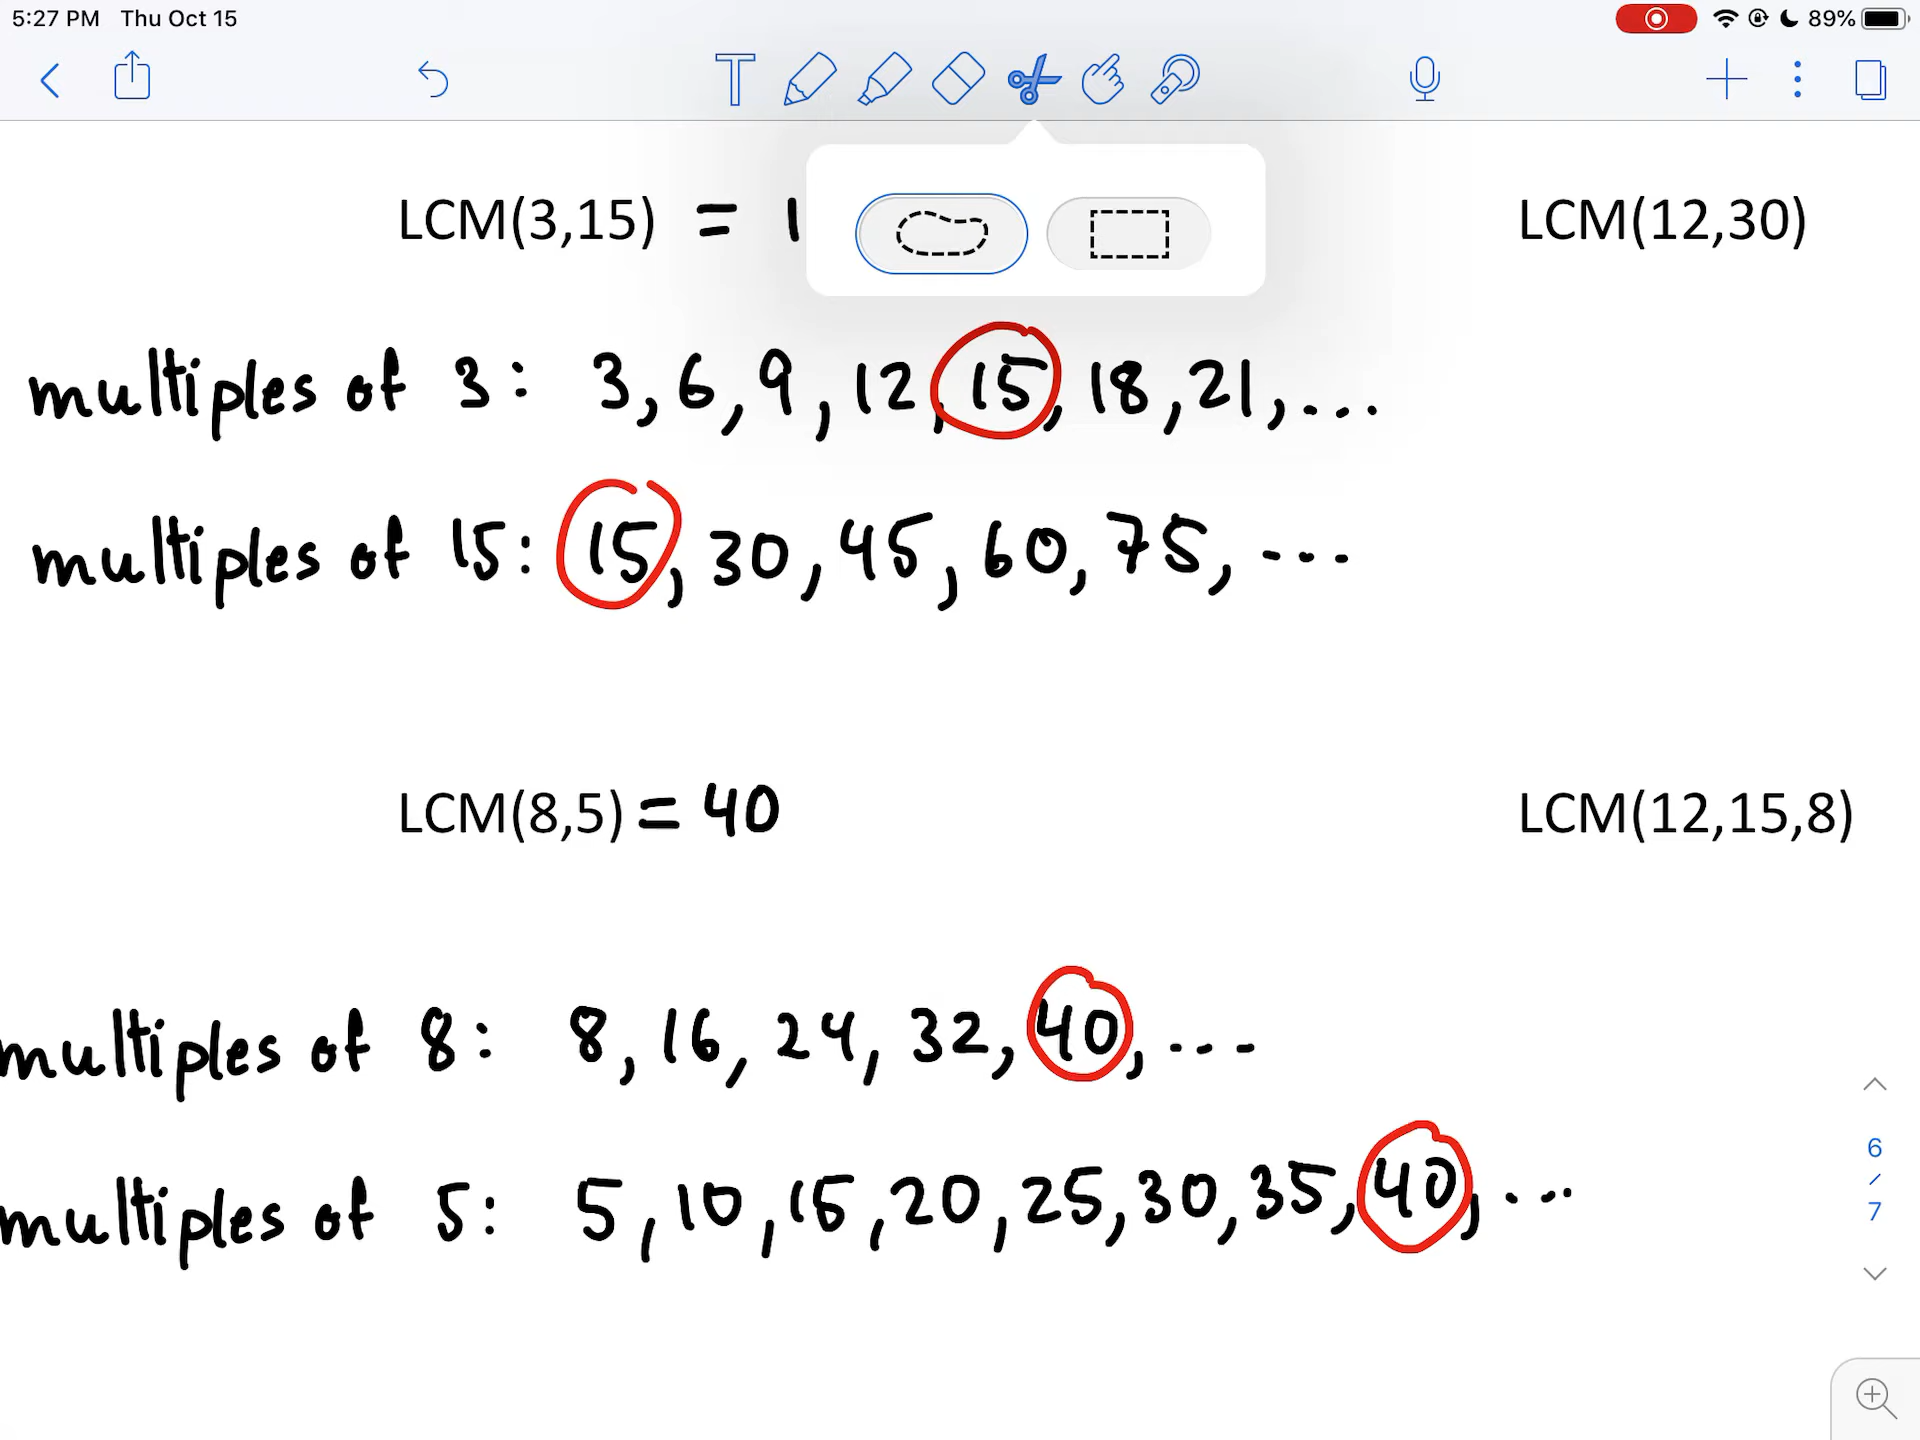 5:27 PM Thu Oct 15
89%
LCM(3,15) = 1
LCM(12,30)
multiples of 3: 3, 6, 9, 12, 15, 18, 21, ...
multiples of 15: 15, 30, 45, 60, 75, ...
LCM(8,5) = 40
LCM(12,15,8)
multiples of 8: 8, 16, 24, 32, 40, ...
multiples of 5: 5, 10, 15, 20, 25, 30, 35, 40, ...
6
/
7